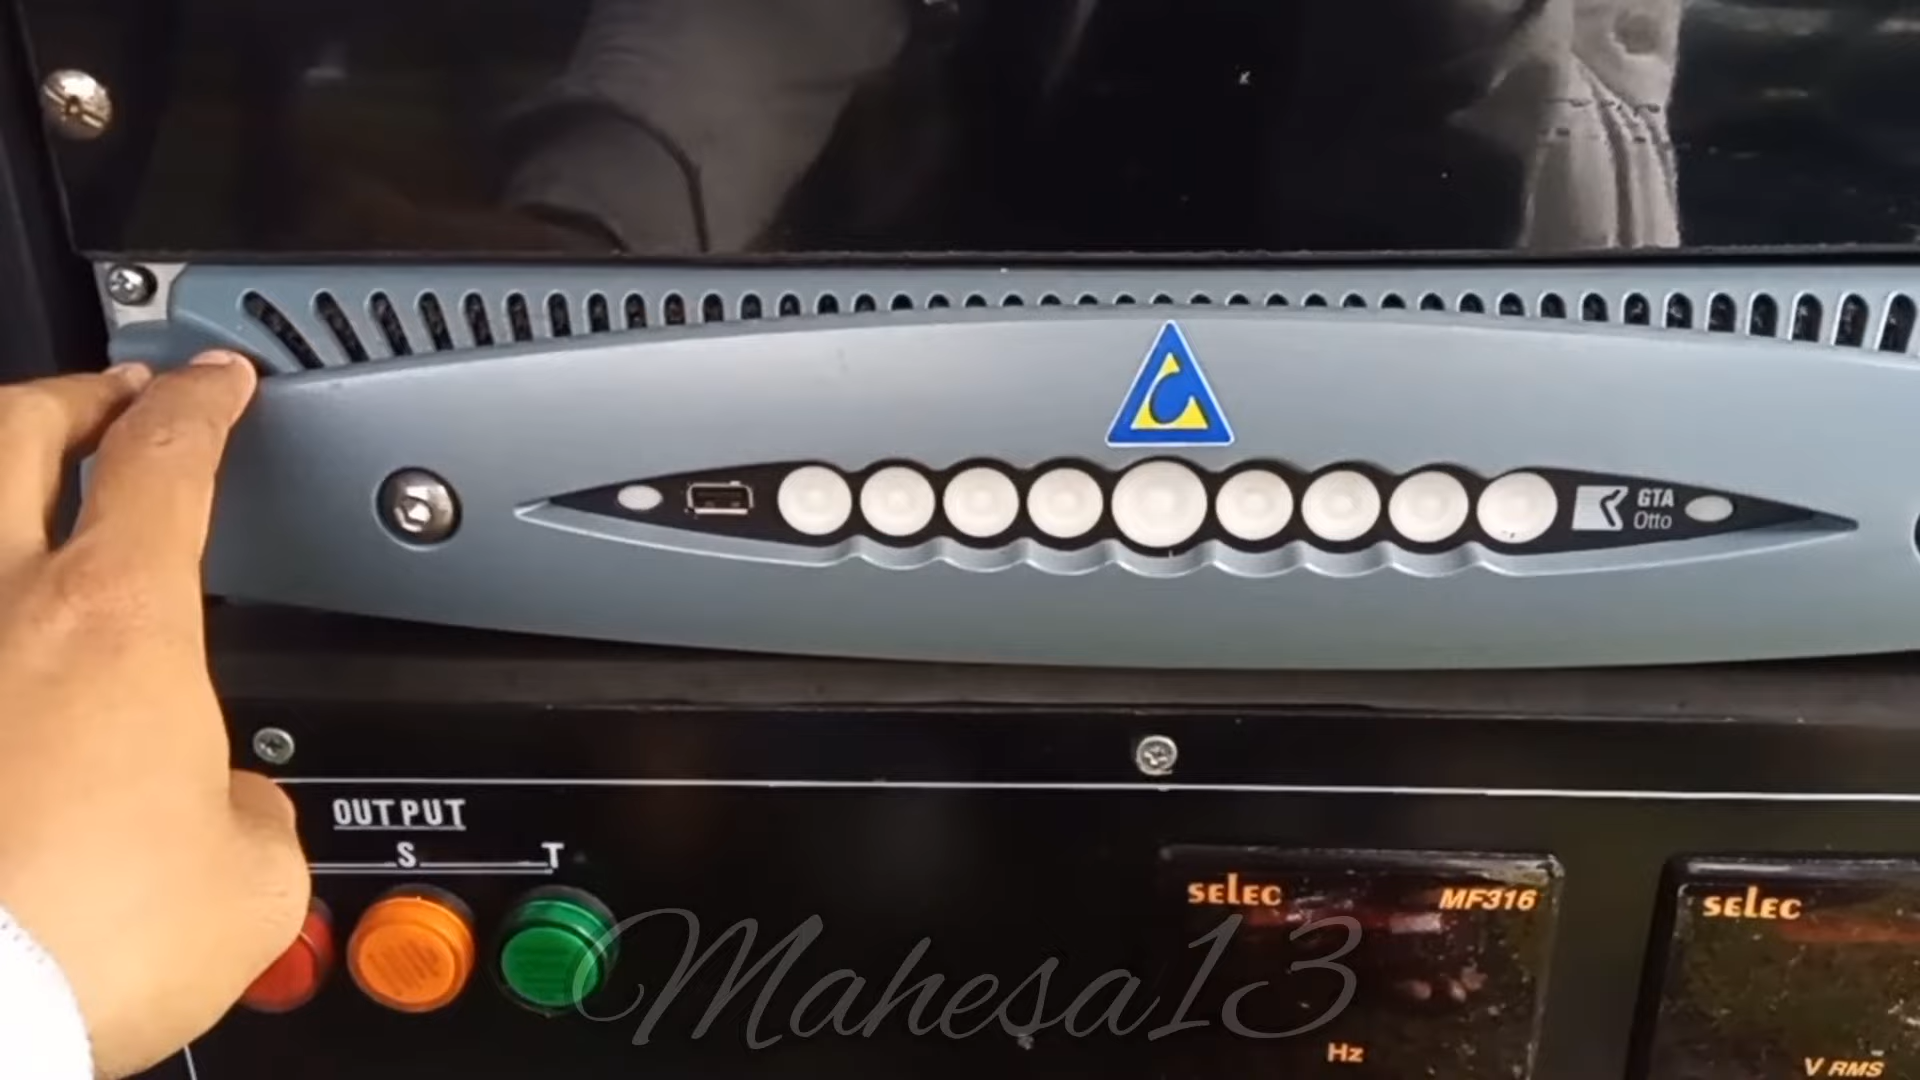 GTA
Otto
OUTPUT
S T
selec MF316
selec
Hz
V RMS
Mahesa13